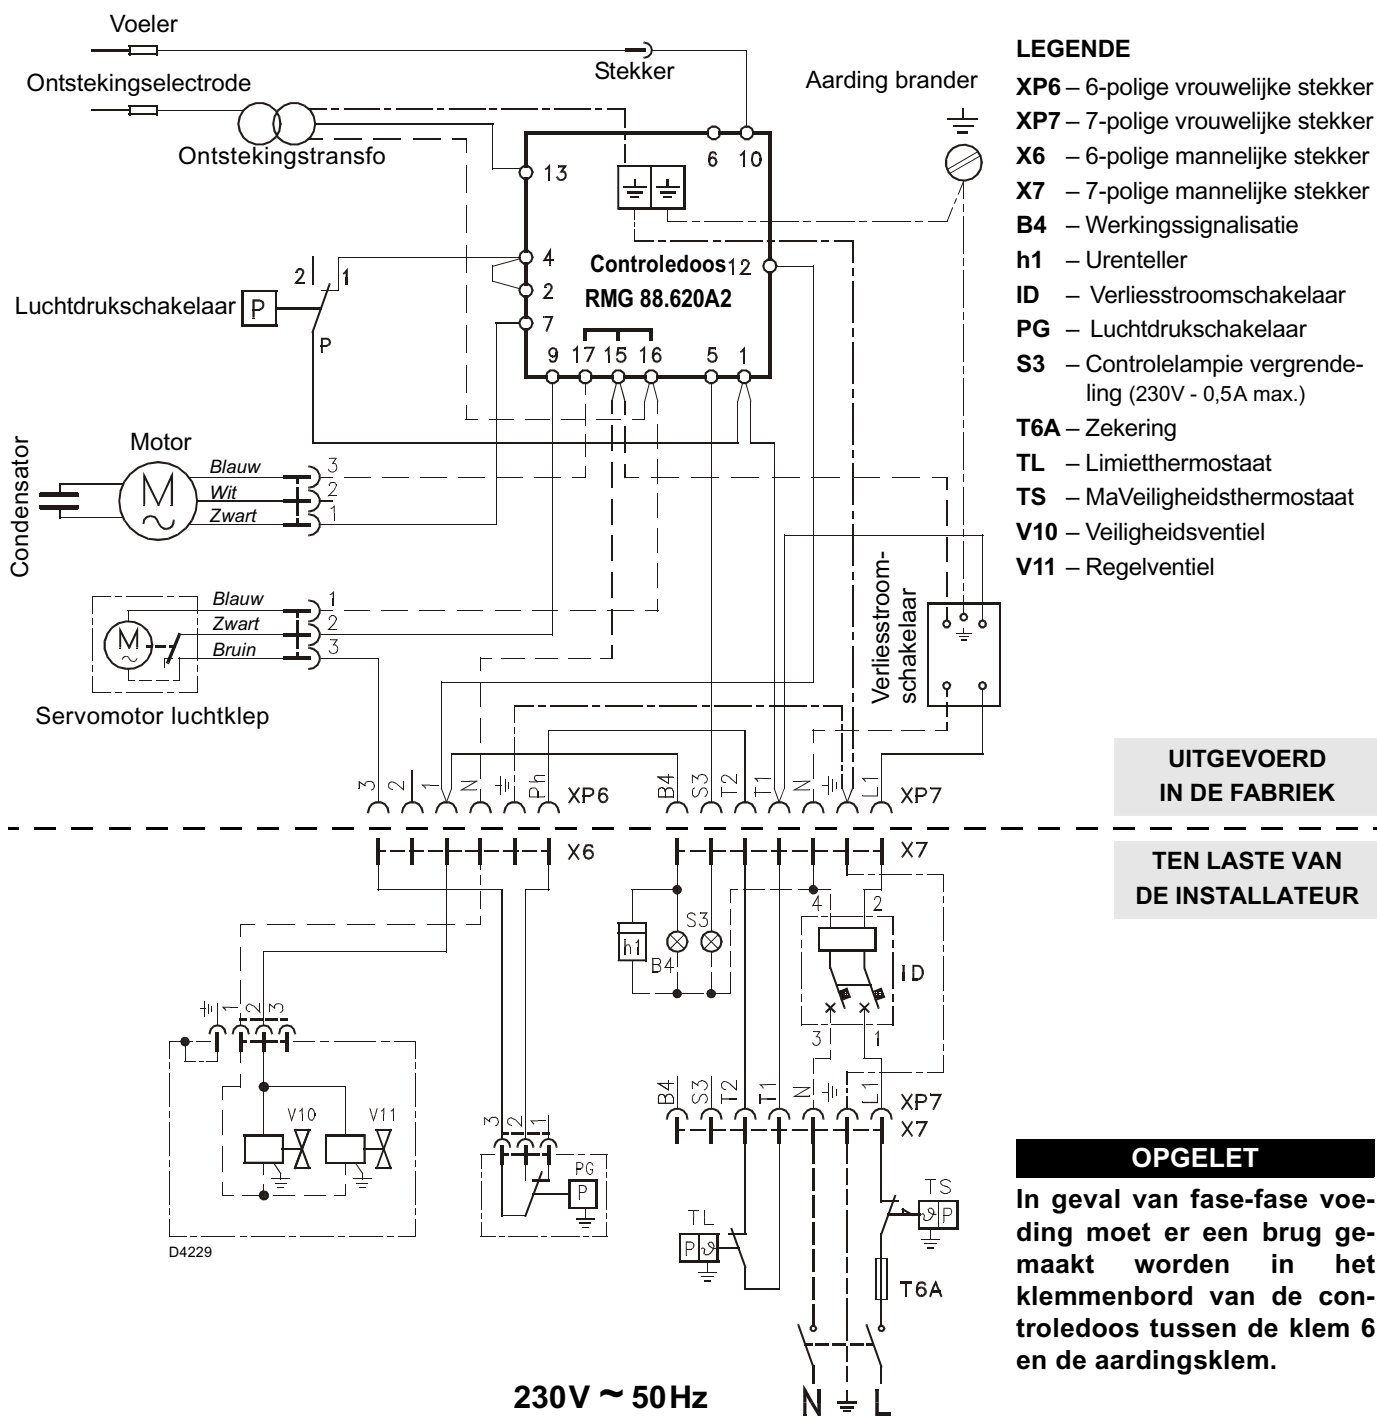 Voeler
Stekker
Ontstekingselectrode
Ontstekingstransfo
Aarding brander
6 10
13
4
2
7
12
Controledoos
RMG 88.620A2
9 17 15 16 5 1
2 1
Luchtdrukschakelaar P
P
Condensator
Motor
M
Blauw 3
Wit 2
Zwart 1
M
Blauw 1
Zwart 2
Bruin 3
Servomotor luchtklep
Verliesstroom-
schakelaar
3 2 1 N Ph XP6
B4 S3 T2 T1 N L1 XP7
X6
X7
LEGENDE
XP6 – 6-polige vrouwelijke stekker
XP7 – 7-polige vrouwelijke stekker
X6 – 6-polige mannelijke stekker
X7 – 7-polige mannelijke stekker
B4 – Werkingssignalisatie
h1 – Urenteller
ID – Verliesstroomschakelaar
PG – Luchtdrukschakelaar
S3 – Controlelampje vergrende-
ling (230V - 0,5A max.)
T6A – Zekering
TL – Limietthermostaat
TS – MaVeiligheidsthermostaat
V10 – Veiligheidsventiel
V11 – Regelventiel
UITGEVOERD
IN DE FABRIEK
TEN LASTE VAN
DE INSTALLATEUR
h1 B4 S3
4 2
ID
3 1
1 2 3
V10 V11
D4229
3 2 1
PG
P
B4 S3 T2 T1 N L1 XP7
X7
TL
P ϑ
TS
ϑ P
T6A
N L
230V ~ 50Hz
OPGELET
In geval van fase-fase voe-
ding moet er een brug ge-
maakt worden in het
klemmenbord van de con-
troledoos tussen de klem 6
en de aardingsklem.